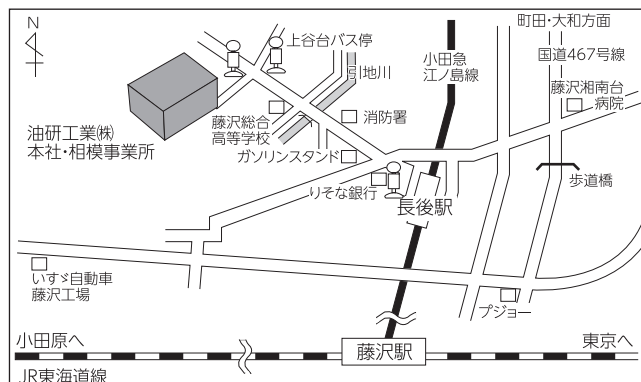 N
町田・大和方面
上谷台バス停
小田急
江ノ島線
国道467号線
引地川
藤沢湘南台
病院
藤沢総合
高等学校
消防署
油研工業㈱
本社・相模事業所
ガソリンスタンド
歩道橋
りそな銀行
長後駅
いすゞ自動車
藤沢工場
プジョー
小田原へ
藤沢駅
東京へ
JR東海道線